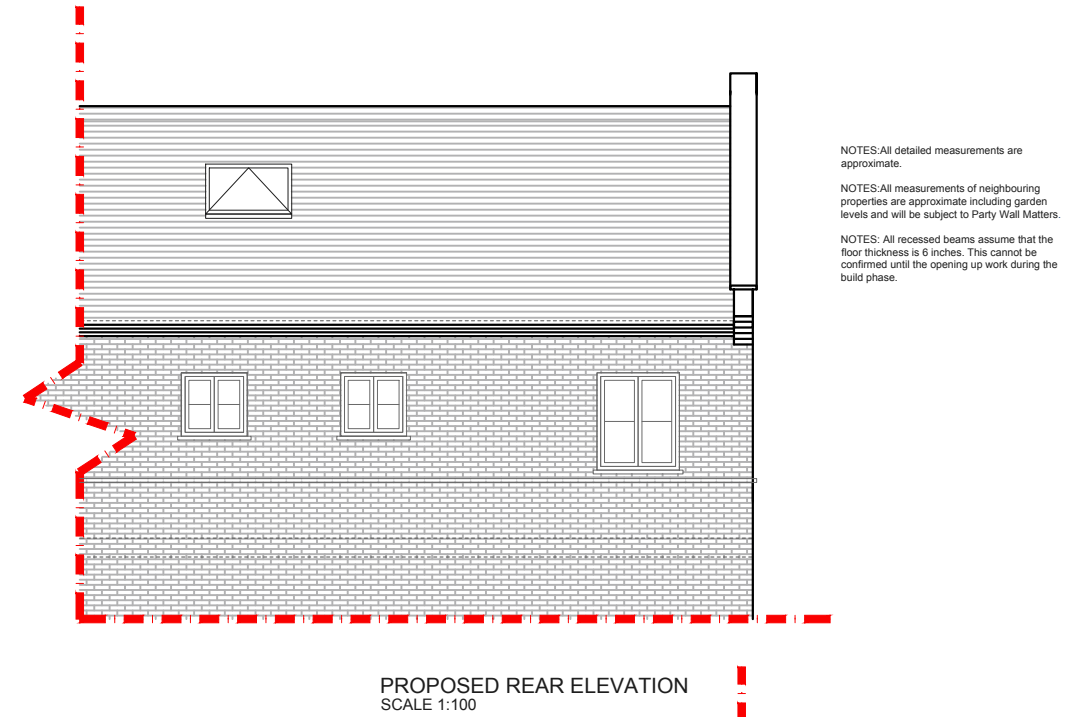 NOTES:All detailed measurements are
approximate.
NOTES:All measurements of neighbouring
properties are approximate including garden
levels and will be subject to Party Wall Matters.
NOTES: All recessed beams assume that the
floor thickness is 6 inches. This cannot be
confirmed until the opening up work during the
build phase.
PROPOSED REAR ELEVATION
SCALE 1:100